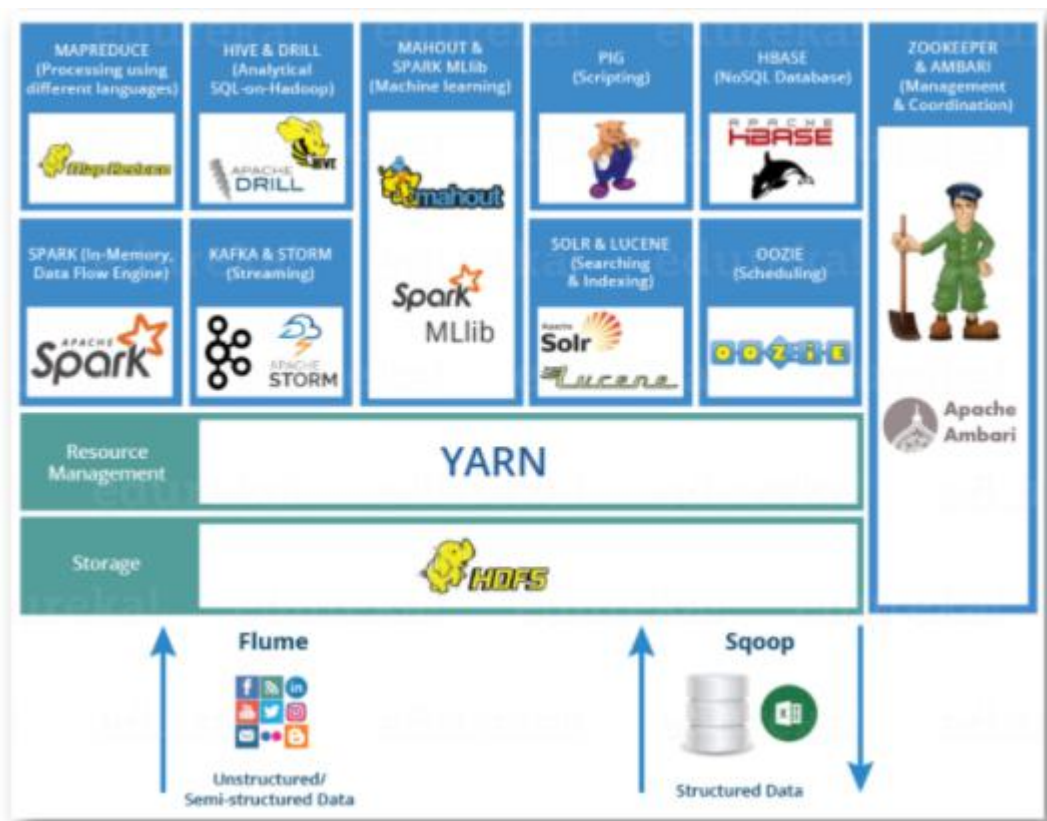 MAPREDUCE
(Processing using
different languages)
Map Reduce
HIVE & DRILL
(Analytical
SQL-on-Hadoop)
HIVE
APACHE
DRILL
MAHOUT &
SPARK MLlib
(Machine learning)
mahout
Spark
MLlib
PIG
(Scripting)
HBASE
(NoSQL Database)
APACHE
HBASE
ZOOKEEPER
& AMBARI
(Management
& Coordination)
Apache
Ambari
SPARK (In-Memory,
Data Flow Engine)
APACHE
Spark
KAFKA & STORM
(Streaming)
APACHE
STORM
SOLR & LUCENE
(Searching
& Indexing)
Apache
Solr
Lucene
OOZIE
(Scheduling)
OOZIE
Resource
Management
YARN
Storage
HDFS
Flume
Unstructured/
Semi-structured Data
Sqoop
Structured Data